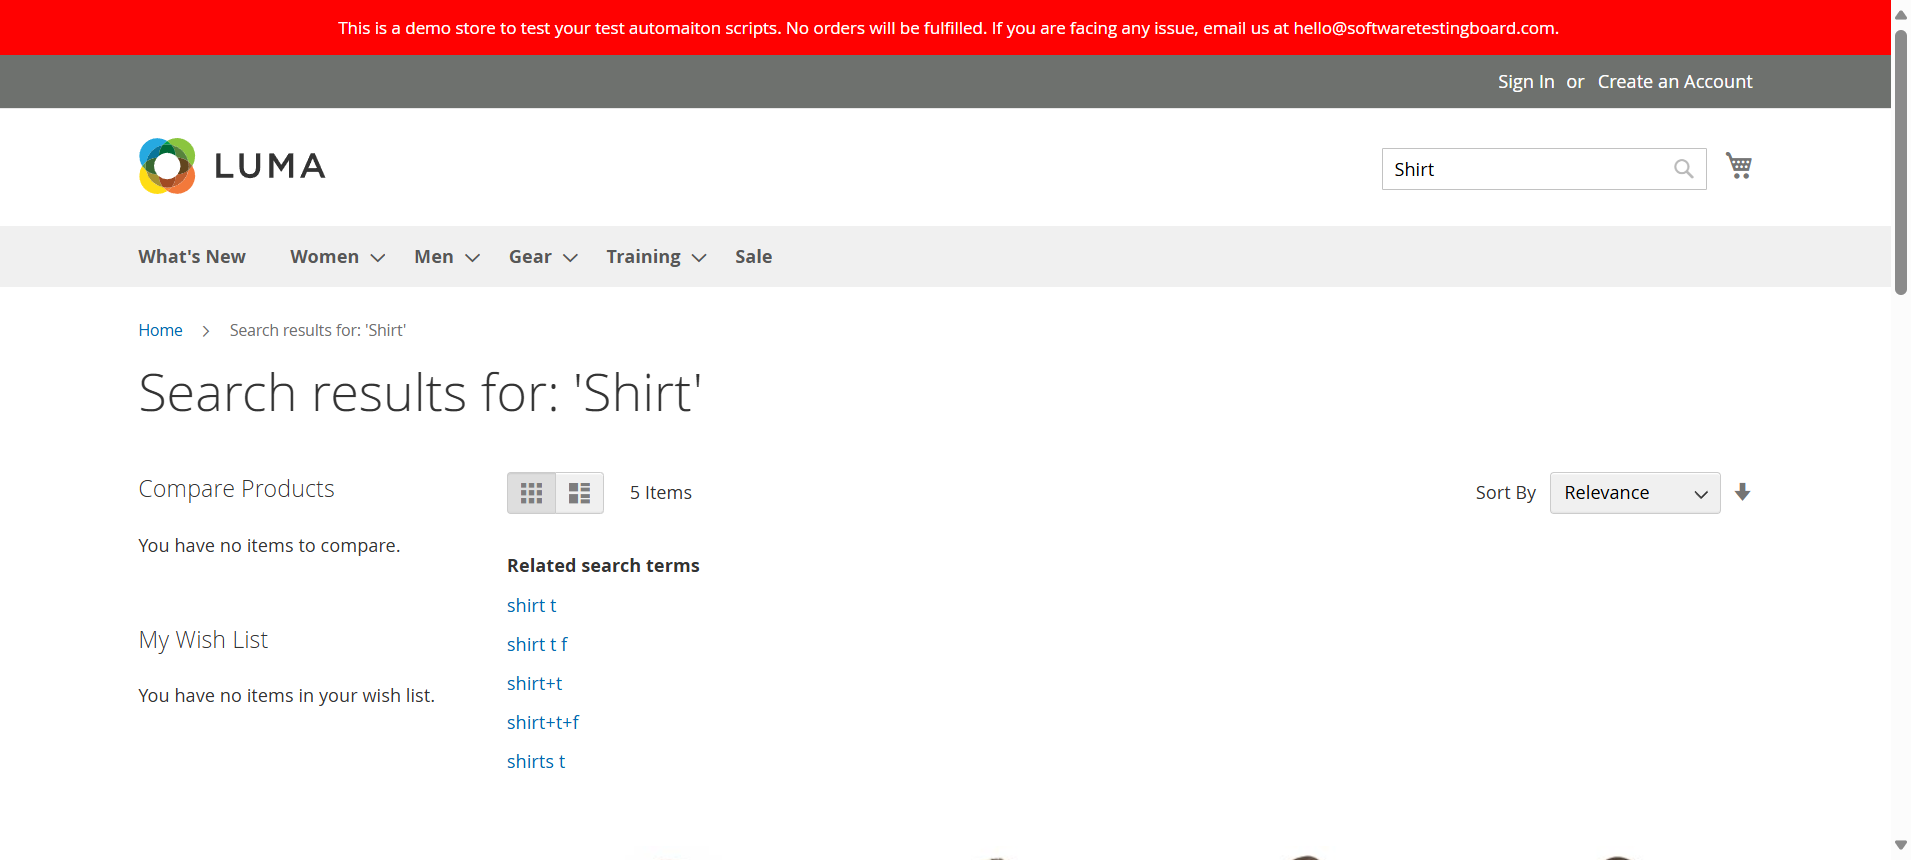 This is a demo store to test your test automaiton scripts. No orders will be fulfilled. If you are facing any issue, email us at hello@softwaretestingboard.com.
Sign In or Create an Account
LUMA
Shirt
What's New Women Men Gear Training Sale
Home Search results for: 'Shirt'
Search results for: 'Shirt'
Compare Products
You have no items to compare.
My Wish List
You have no items in your wish list.
5 Items
Sort By Relevance
Related search terms
shirt t
shirt t f
shirt+t
shirt+t+f
shirts t